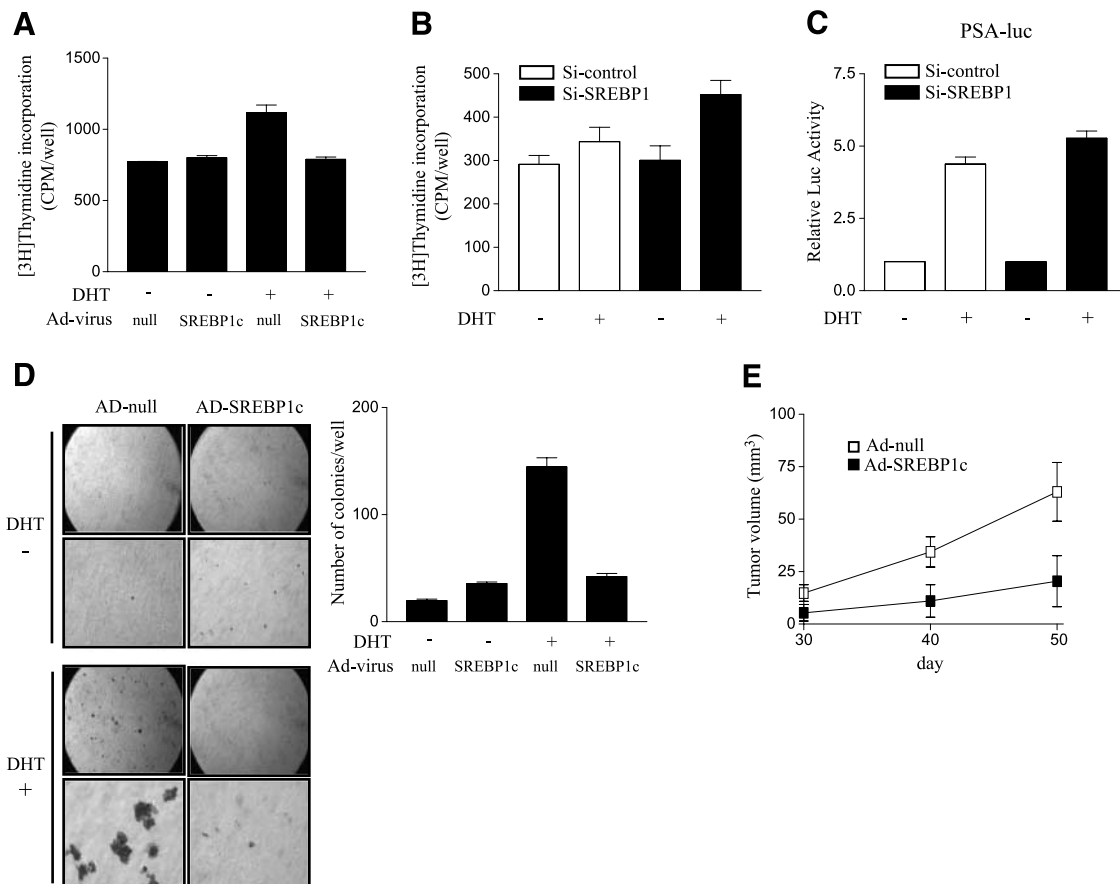 A
[3H]Thymidine incorporation
(CPM/well)
1500
1000
500
0
DHT - - + +
Ad-virus null SREBP1c null SREBP1c
B
[3H]Thymidine incorporation
(CPM/well)
500
400
300
200
100
0
Si-control
Si-SREBP1
DHT - + - +
C
PSA-luc
Relative Luc Activity
7.5
5.0
2.5
0.0
Si-control
Si-SREBP1
DHT - + - +
D
AD-null AD-SREBP1c
DHT
-
DHT
+
Number of colonies/well
200
100
0
DHT - - + +
Ad-virus null SREBP1c null SREBP1c
E
Tumor volume (mm³)
100
75
50
25
0
Ad-null
Ad-SREBP1c
30 40 50
day